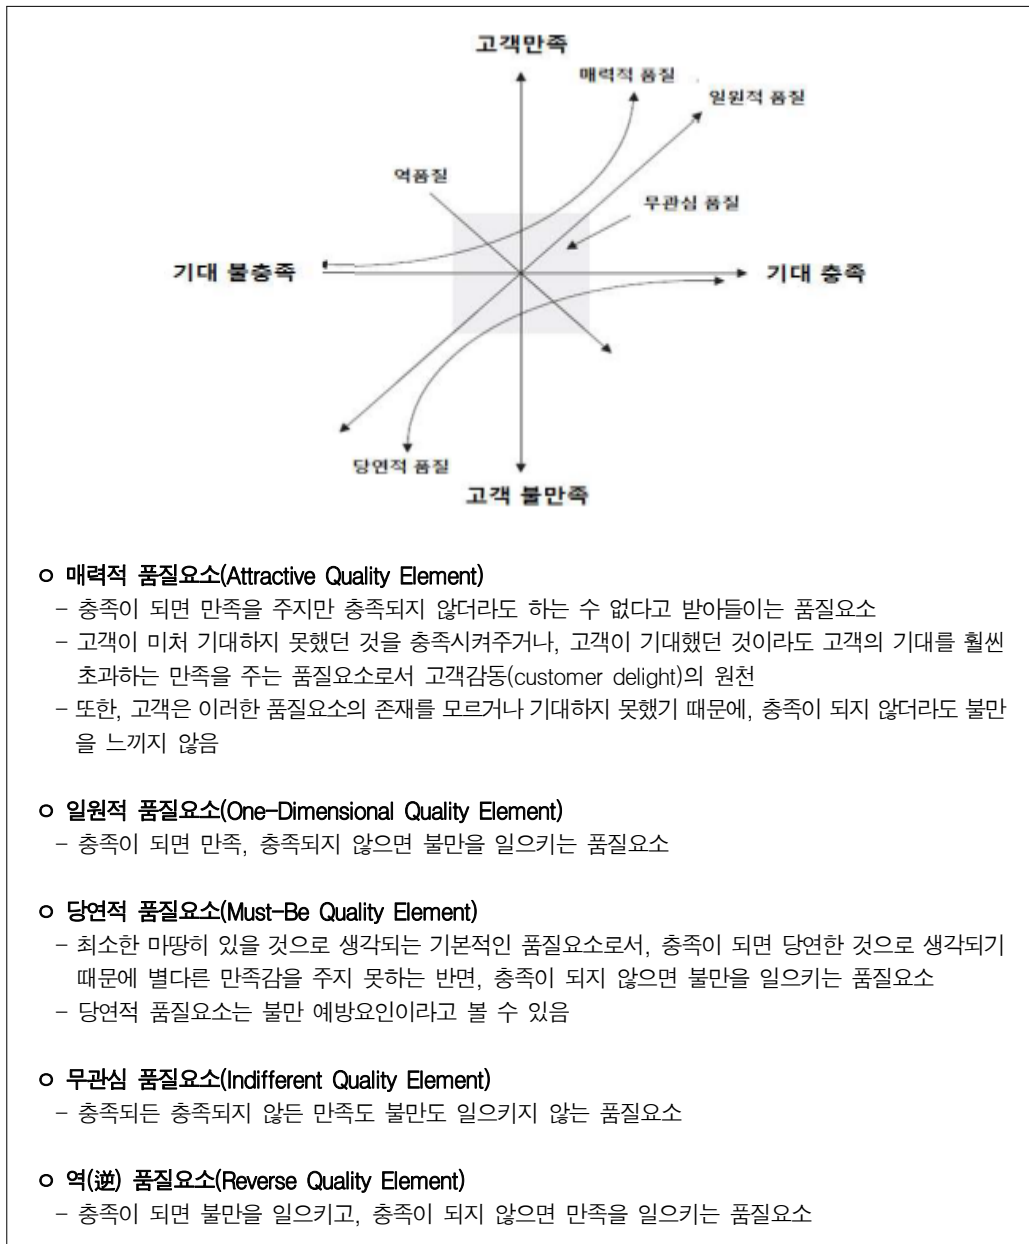 고객만족
매력적 품질
일원적 품질
역품질
무관심 품질
기대 불충족
기대 충족
당연적 품질
고객 불만족
ㅇ 매력적 품질요소(Attractive Quality Element)
– 충족이 되면 만족을 주지만 충족되지 않더라도 하는 수 없다고 받아들이는 품질요소
– 고객이 미처 기대하지 못했던 것을 충족시켜주거나, 고객이 기대했던 것이라도 고객의 기대를 훨씬
초과하는 만족을 주는 품질요소로서 고객감동(customer delight)의 원천
– 또한, 고객은 이러한 품질요소의 존재를 모르거나 기대하지 못했기 때문에, 충족이 되지 않더라도 불만
을 느끼지 않음
ㅇ 일원적 품질요소(One–Dimensional Quality Element)
– 충족이 되면 만족, 충족되지 않으면 불만을 일으키는 품질요소
ㅇ 당연적 품질요소(Must–Be Quality Element)
– 최소한 마땅히 있을 것으로 생각되는 기본적인 품질요소로서, 충족이 되면 당연한 것으로 생각되기
때문에 별다른 만족감을 주지 못하는 반면, 충족이 되지 않으면 불만을 일으키는 품질요소
– 당연적 품질요소는 불만 예방요인이라고 볼 수 있음
ㅇ 무관심 품질요소(Indifferent Quality Element)
– 충족되든 충족되지 않든 만족도 불만도 일으키지 않는 품질요소
ㅇ 역(逆) 품질요소(Reverse Quality Element)
– 충족이 되면 불만을 일으키고, 충족이 되지 않으면 만족을 일으키는 품질요소